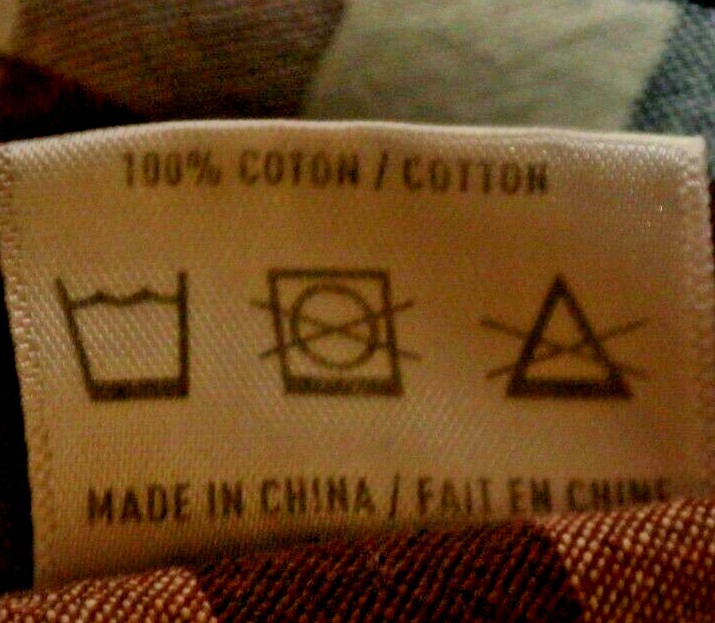 100% COTON / COTTON
MADE IN CHINA / FAIT EN CHINE